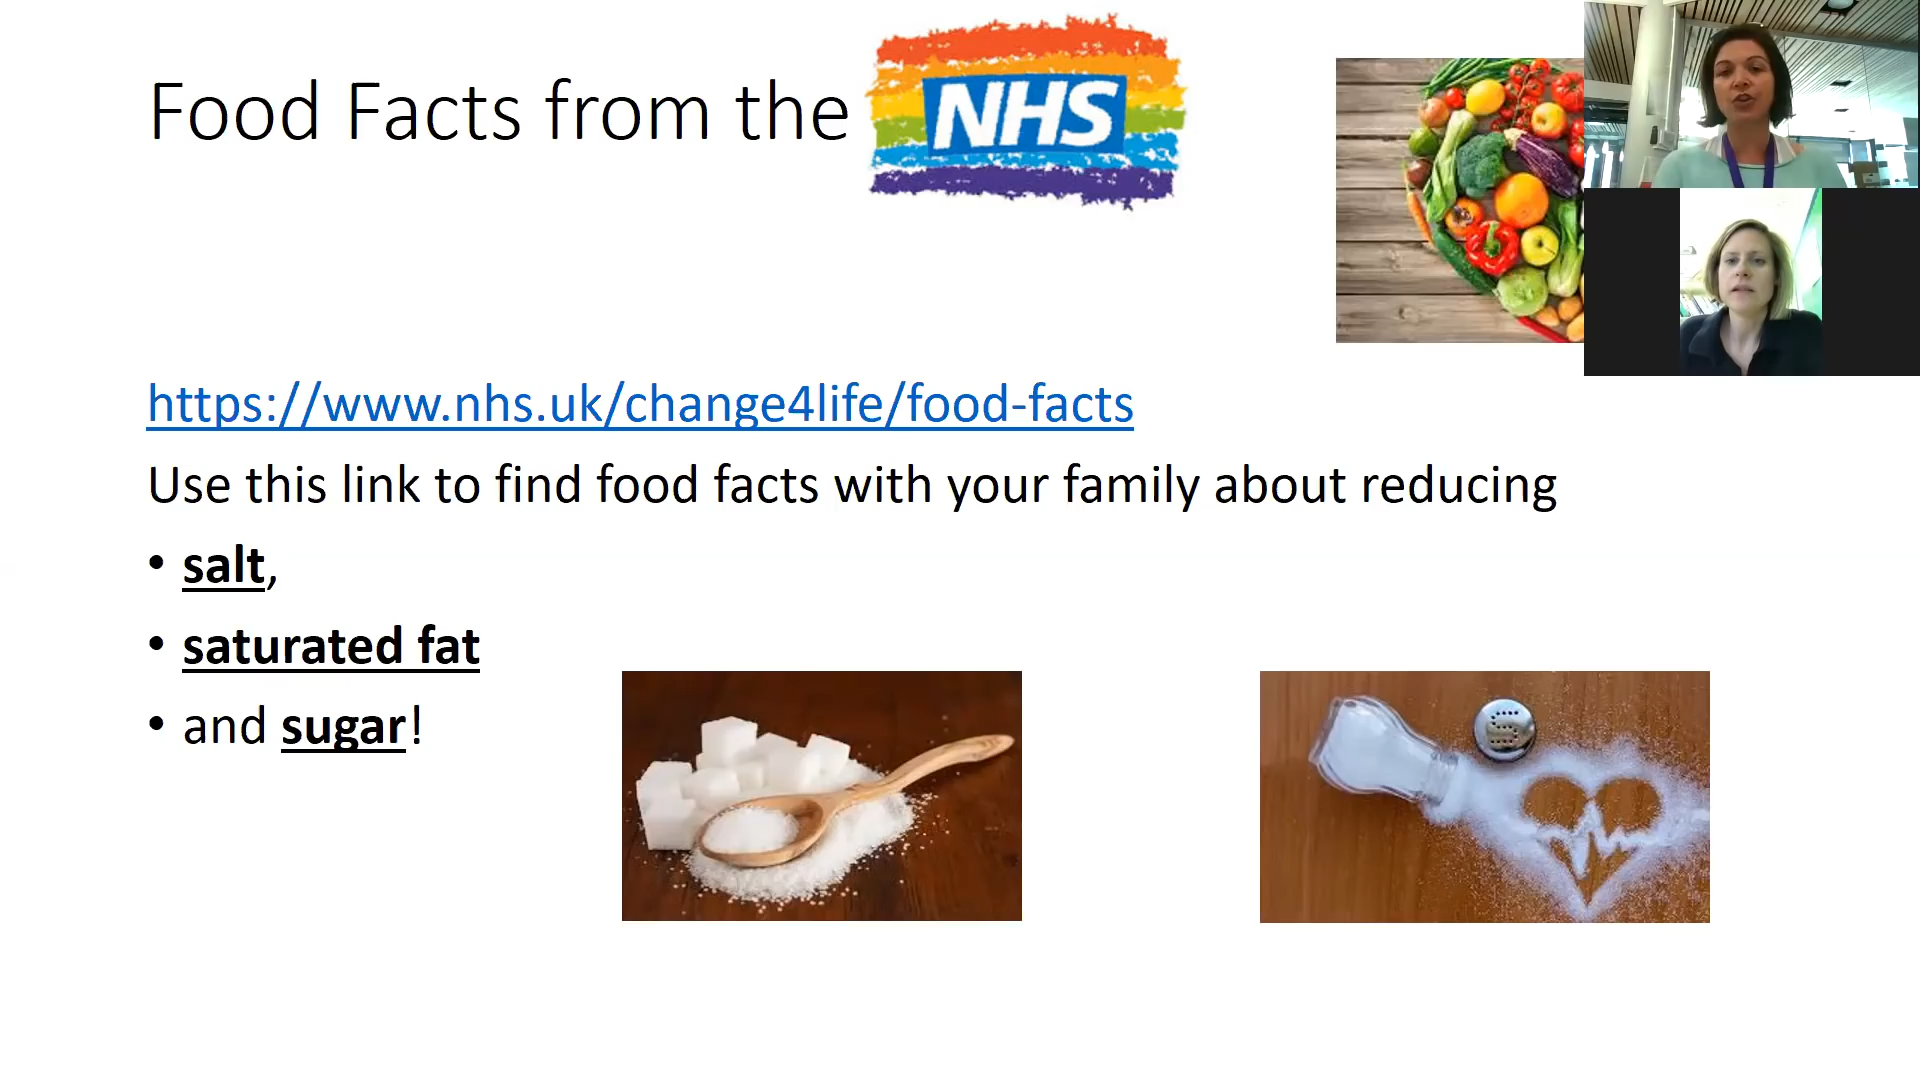 Food Facts from the NHS
https://www.nhs.uk/change4life/food-facts
Use this link to find food facts with your family about reducing
• salt,
• saturated fat
• and sugar!